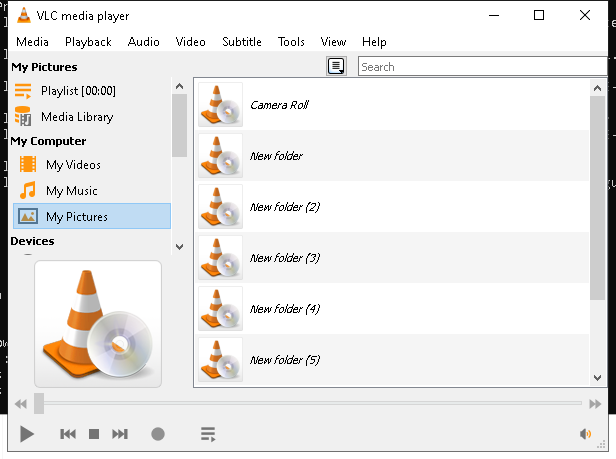 VLC media player
Media Playback Audio Video Subtitle Tools View Help
My Pictures
Search
Playlist [00:00]
Media Library
My Computer
My Videos
My Music
My Pictures
Devices
Camera Roll
New folder
New folder (2)
New folder (3)
New folder (4)
New folder (5)